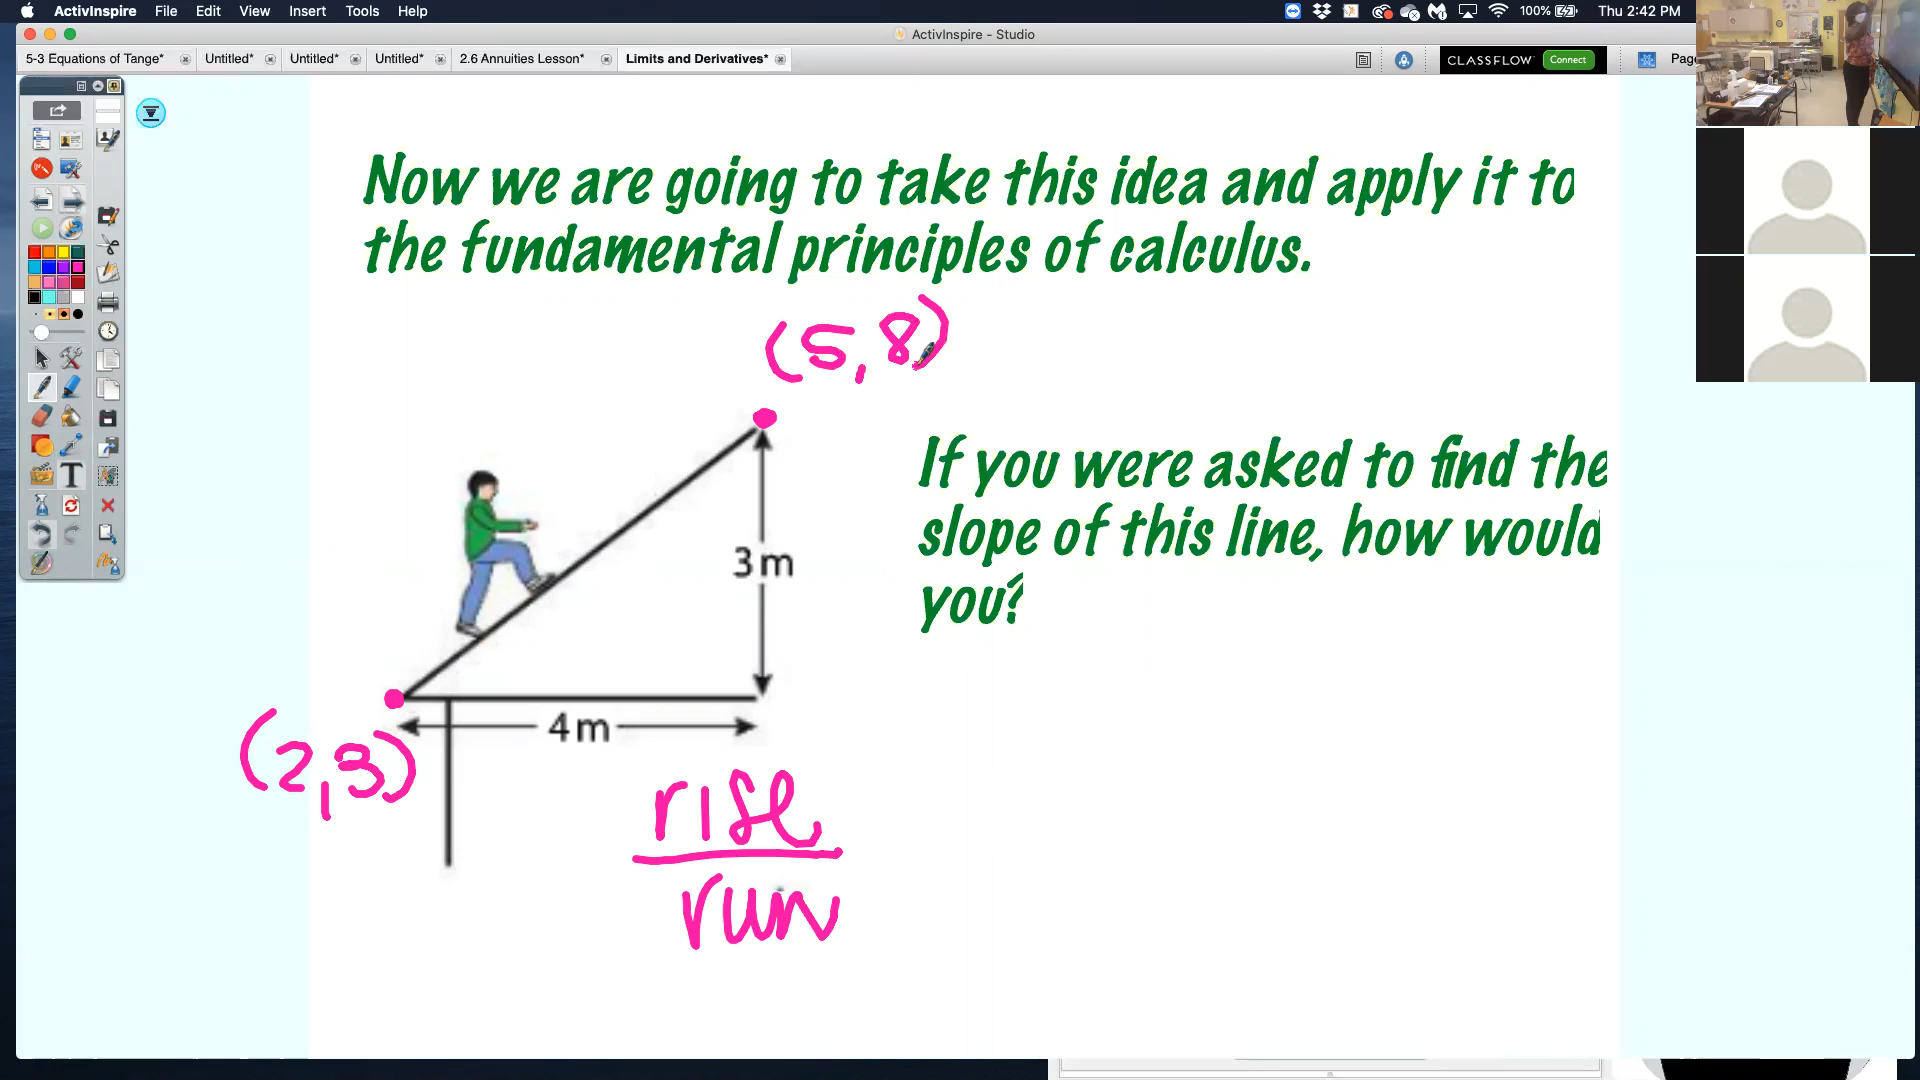 ActivInspire File Edit View Insert Tools Help 100% Thu 2:42 PM
ActivInspire - Studio
5-3 Equations of Tange* Untitled* Untitled* Untitled* 2.6 Annuities Lesson* Limits and Derivatives* CLASSFLOW Connect Page
Now we are going to take this idea and apply it to
the fundamental principles of calculus.
(5,8)
If you were asked to find the
slope of this line, how would
you?
3m
4m
(2,3)
rise
run